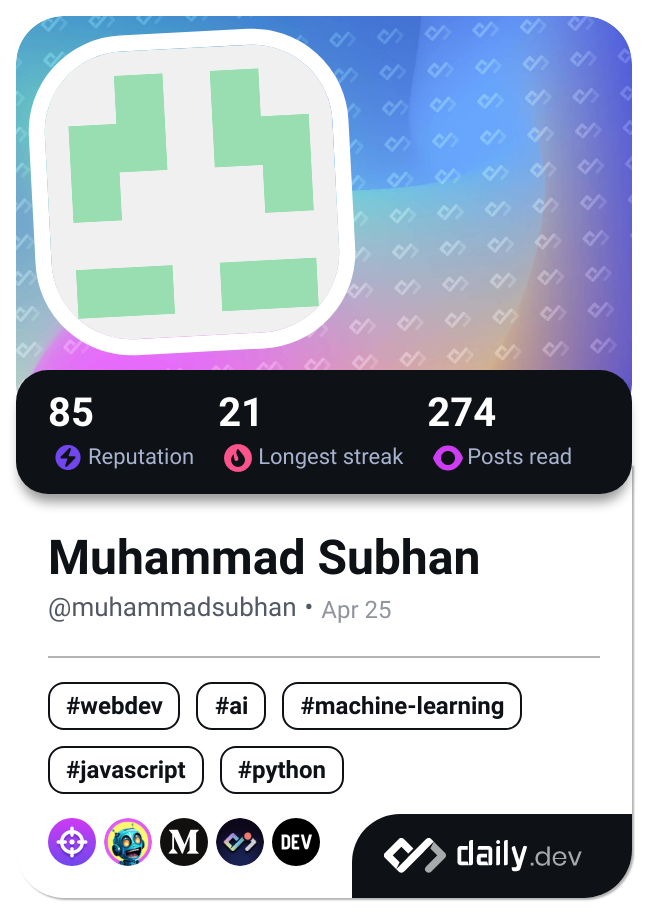 85 21 274
Reputation Longest streak Posts read
Muhammad Subhan
@muhammadsubhan • Apr 25
#webdev #ai #machine-learning
#javascript #python
M DEV
daily.dev